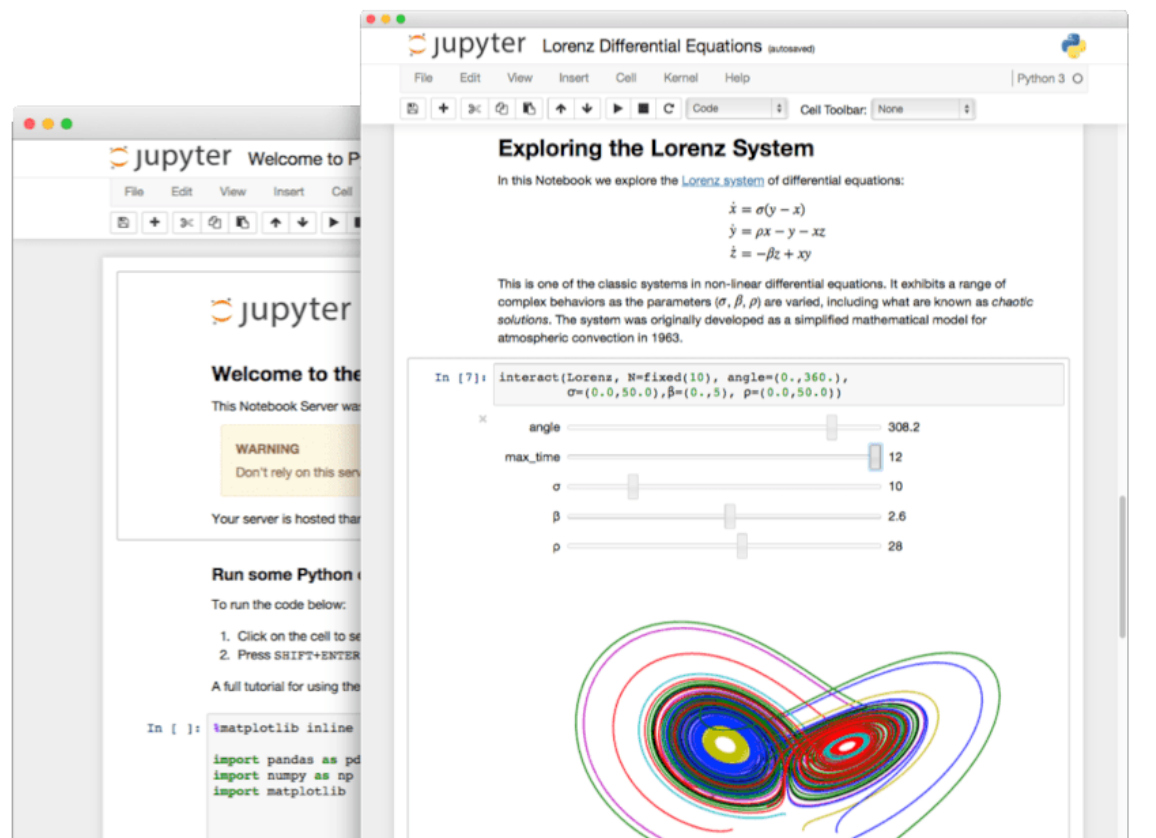 jupyter Lorenz Differential Equations (autosaved)
File Edit View Insert Cell Kernel Help
Python 3
Code
Cell Toolbar: None
Exploring the Lorenz System
In this Notebook we explore the Lorenz system of differential equations:
ẋ = σ(y − x)
ẏ = ρx − y − xz
ż = −βz + xy
This is one of the classic systems in non-linear differential equations. It exhibits a range of
complex behaviors as the parameters (σ, β, ρ) are varied, including what are known as chaotic
solutions. The system was originally developed as a simplified mathematical model for
atmospheric convection in 1963.
In [7]: interact(Lorenz, N=fixed(10), angle=(0.,360.),
σ=(0.0,50.0),β=(0.,5), ρ=(0.0,50.0))
angle 308.2
max_time 12
σ 10
β 2.6
ρ 28
jupyter Welcome to P
File Edit View Insert Cell
jupyter
Welcome to the
This Notebook Server was
WARNING
Don't rely on this serv
Your server is hosted than
Run some Python c
To run the code below:
1. Click on the cell to se
2. Press SHIFT+ENTER
A full tutorial for using the
In [ ]: %matplotlib inline
import pandas as pd
import numpy as np
import matplotlib